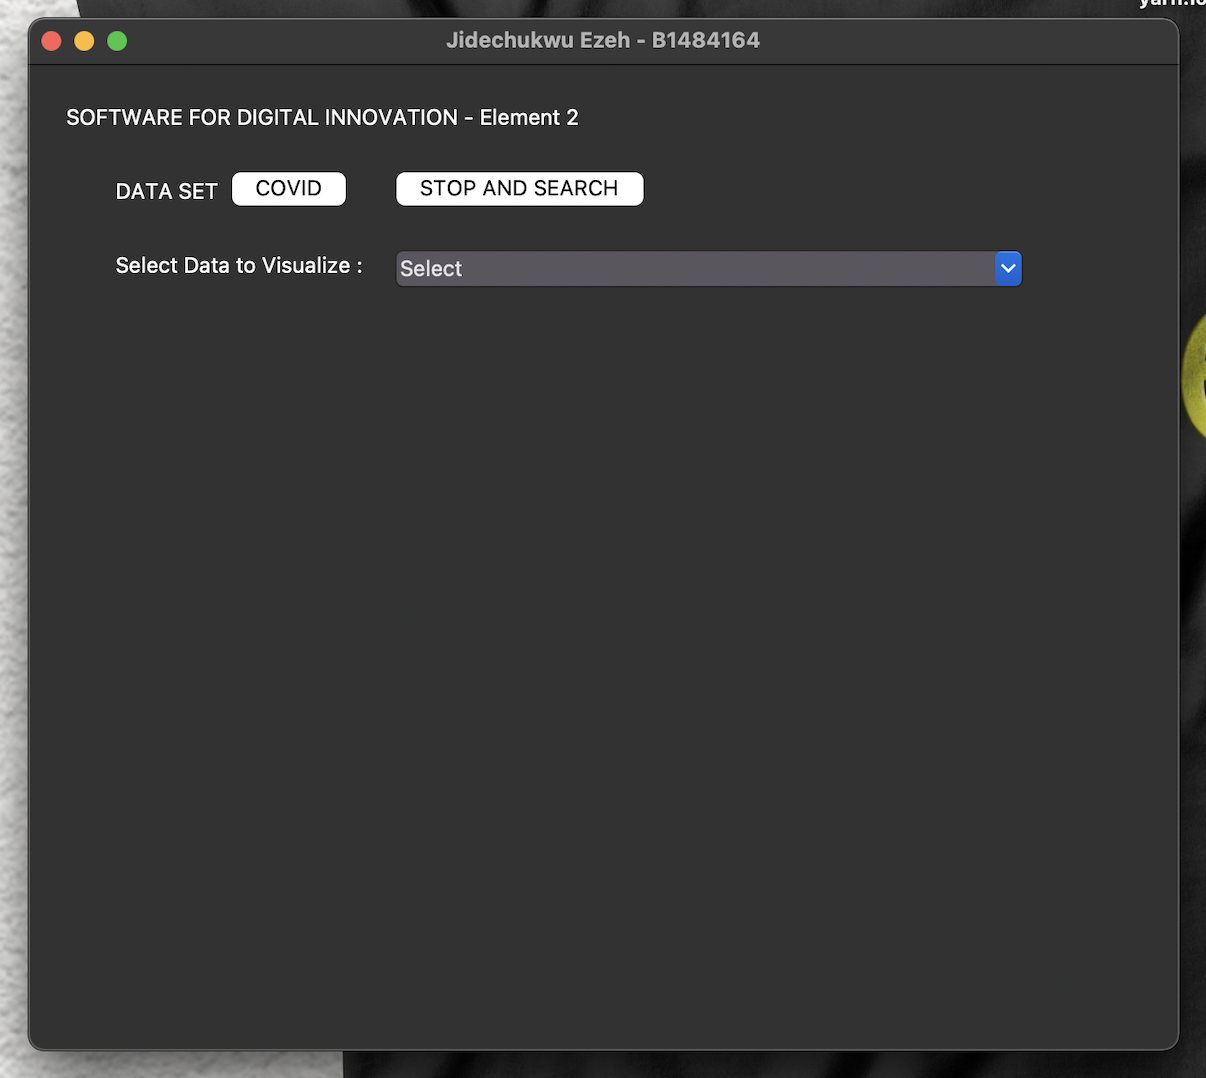 Jidechukwu Ezeh - B1484164
SOFTWARE FOR DIGITAL INNOVATION - Element 2
DATA SET COVID STOP AND SEARCH
Select Data to Visualize : Select